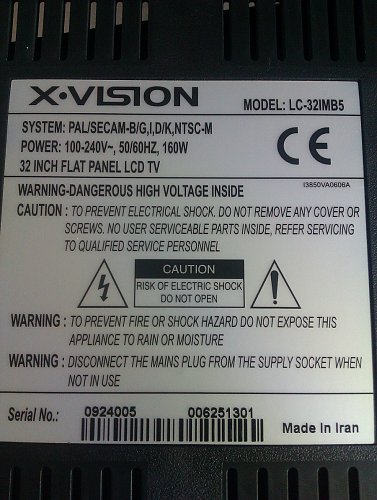 X·VISION
MODEL: LC-32IMB5
SYSTEM: PAL/SECAM-B/G,I,D/K,NTSC-M
POWER: 100-240V~, 50/60HZ, 160W
32 INCH FLAT PANEL LCD TV
CE
I3850VA0606A
WARNING-DANGEROUS HIGH VOLTAGE INSIDE
CAUTION : TO PREVENT ELECTRICAL SHOCK. DO NOT REMOVE ANY COVER OR
SCREWS. NO USER SERVICEABLE PARTS INSIDE, REFER SERVICING
TO QUALIFIED SERVICE PERSONNEL
CAUTION
RISK OF ELECTRIC SHOCK
DO NOT OPEN
WARNING : TO PREVENT FIRE OR SHOCK HAZARD DO NOT EXPOSE THIS
APPLIANCE TO RAIN OR MOISTURE
WARNING : DISCONNECT THE MAINS PLUG FROM THE SUPPLY SOCKET WHEN
NOT IN USE
Serial No.: 0924005 006251301
Made In Iran